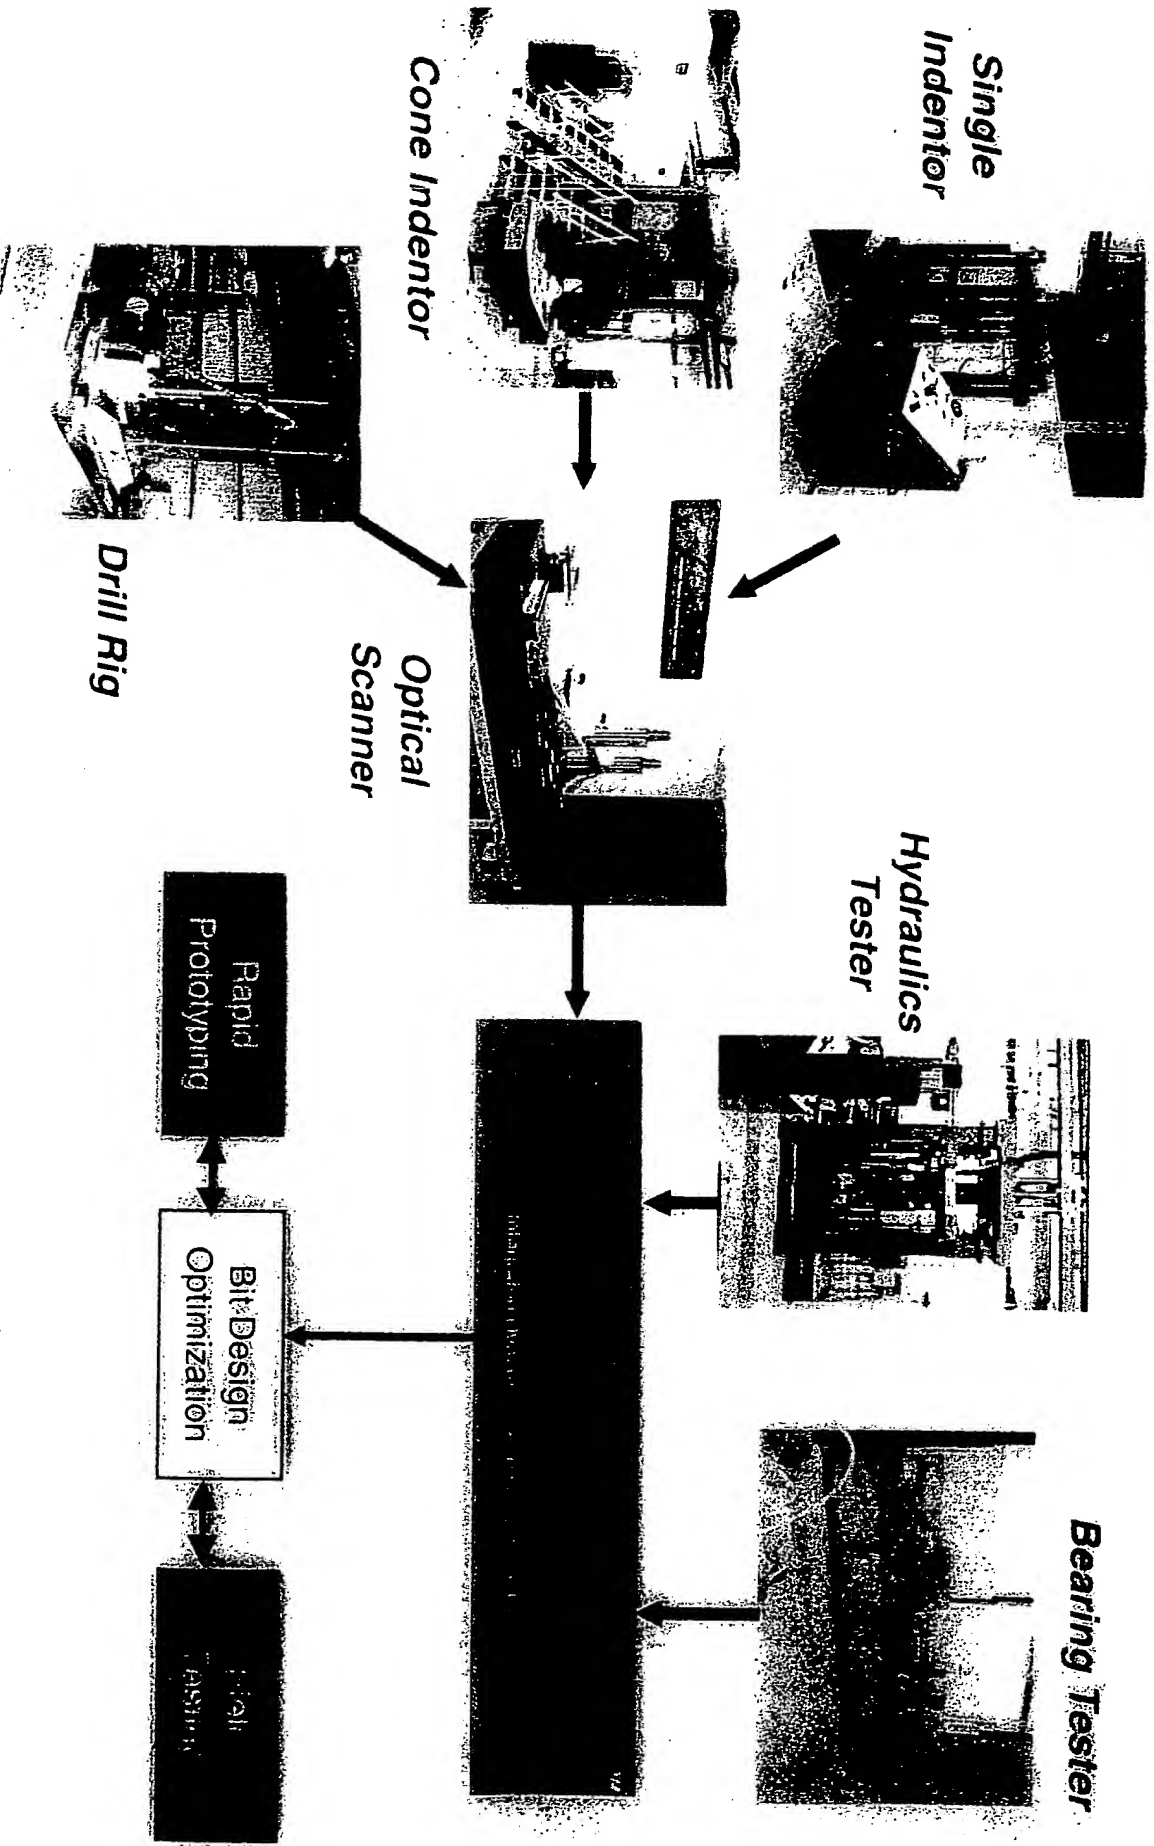 Single
Indentor
Cone Indentor
Drill Rig
Optical
Scanner
Hydraulics
Tester
Bearing Tester
Rapid
Prototyping
Bit Design
Optimization